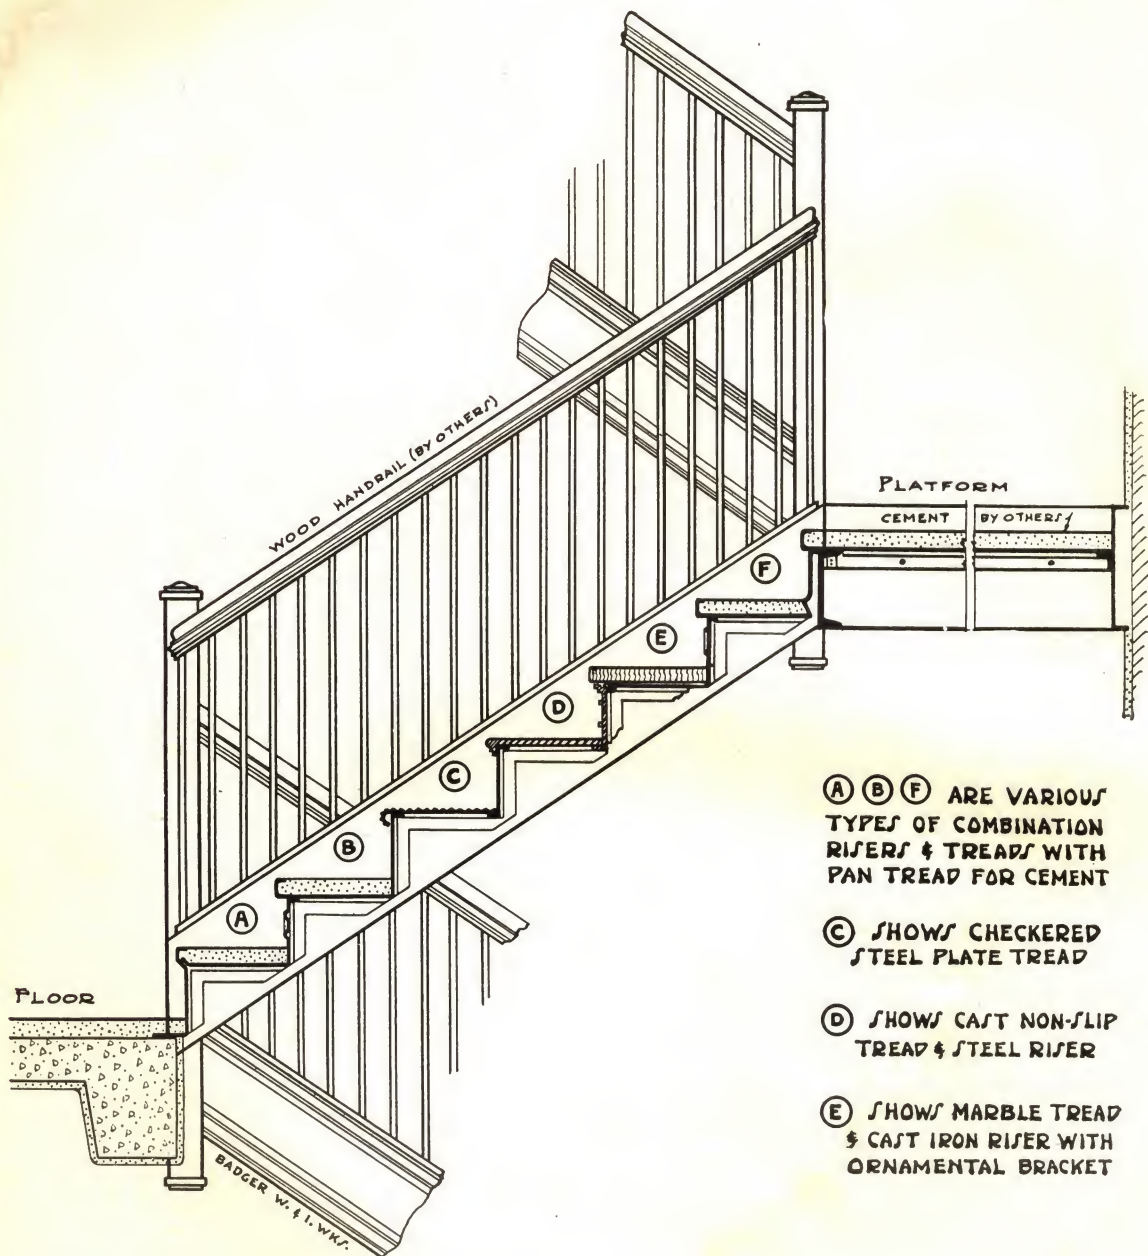 WOOD HANDRAIL (BY OTHERS)
PLATFORM
CEMENT BY OTHERS
F
E
D
C
B
A
FLOOR
A B F ARE VARIOUS
TYPES OF COMBINATION
RISERS & TREADS WITH
PAN TREAD FOR CEMENT
C SHOWS CHECKERED
STEEL PLATE TREAD
D SHOWS CAST NON-SLIP
TREAD & STEEL RISER
E SHOWS MARBLE TREAD
& CAST IRON RISER WITH
ORNAMENTAL BRACKET
BADGER W. & I. WKS.